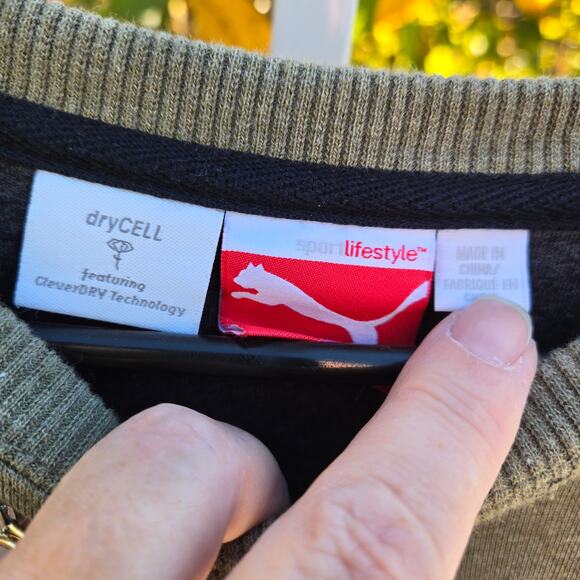 dryCELL
featuring
CleverDRY Technology
sportlifestyle™
MADE IN
CHINA/
FABRIQUÉ EN